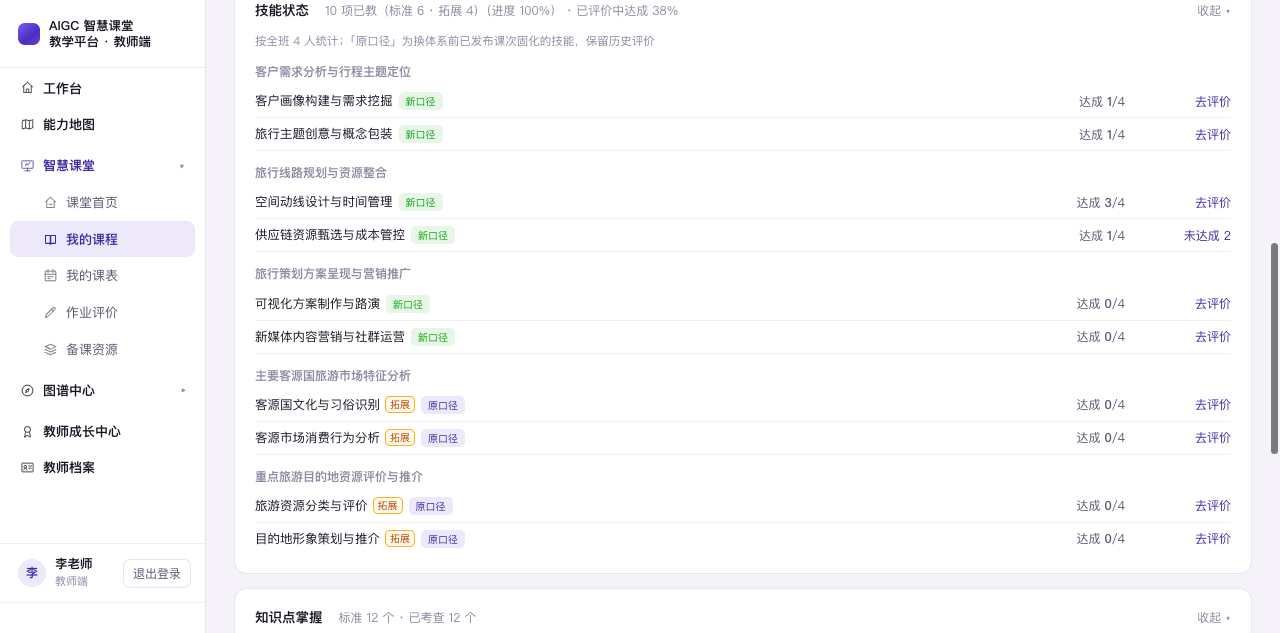 AIGC 智慧课堂
教学平台 · 教师端
工作台
能力地图
智慧课堂 ▾
课堂首页
我的课程
我的课表
作业评价
备课资源
图谱中心 ▸
教师成长中心
教师档案
李 李老师
教师端
退出登录
技能状态 10 项已教（标准 6 · 拓展 4）（进度 100%） · 已评价中达成 38% 收起 ▾
按全班 4 人统计；「原口径」为换体系前已发布课次固化的技能，保留历史评价
客户需求分析与行程主题定位
客户画像构建与需求挖掘 新口径 达成 1/4 去评价
旅行主题创意与概念包装 新口径 达成 1/4 去评价
旅行线路规划与资源整合
空间动线设计与时间管理 新口径 达成 3/4 去评价
供应链资源甄选与成本管控 新口径 达成 1/4 未达成 2
旅行策划方案呈现与营销推广
可视化方案制作与路演 新口径 达成 0/4 去评价
新媒体内容营销与社群运营 新口径 达成 0/4 去评价
主要客源国旅游市场特征分析
客源国文化与习俗识别 拓展 原口径 达成 0/4 去评价
客源市场消费行为分析 拓展 原口径 达成 0/4 去评价
重点旅游目的地资源评价与推介
旅游资源分类与评价 拓展 原口径 达成 0/4 去评价
目的地形象策划与推介 拓展 原口径 达成 0/4 去评价
知识点掌握 标准 12 个 · 已考查 12 个 收起 ▾